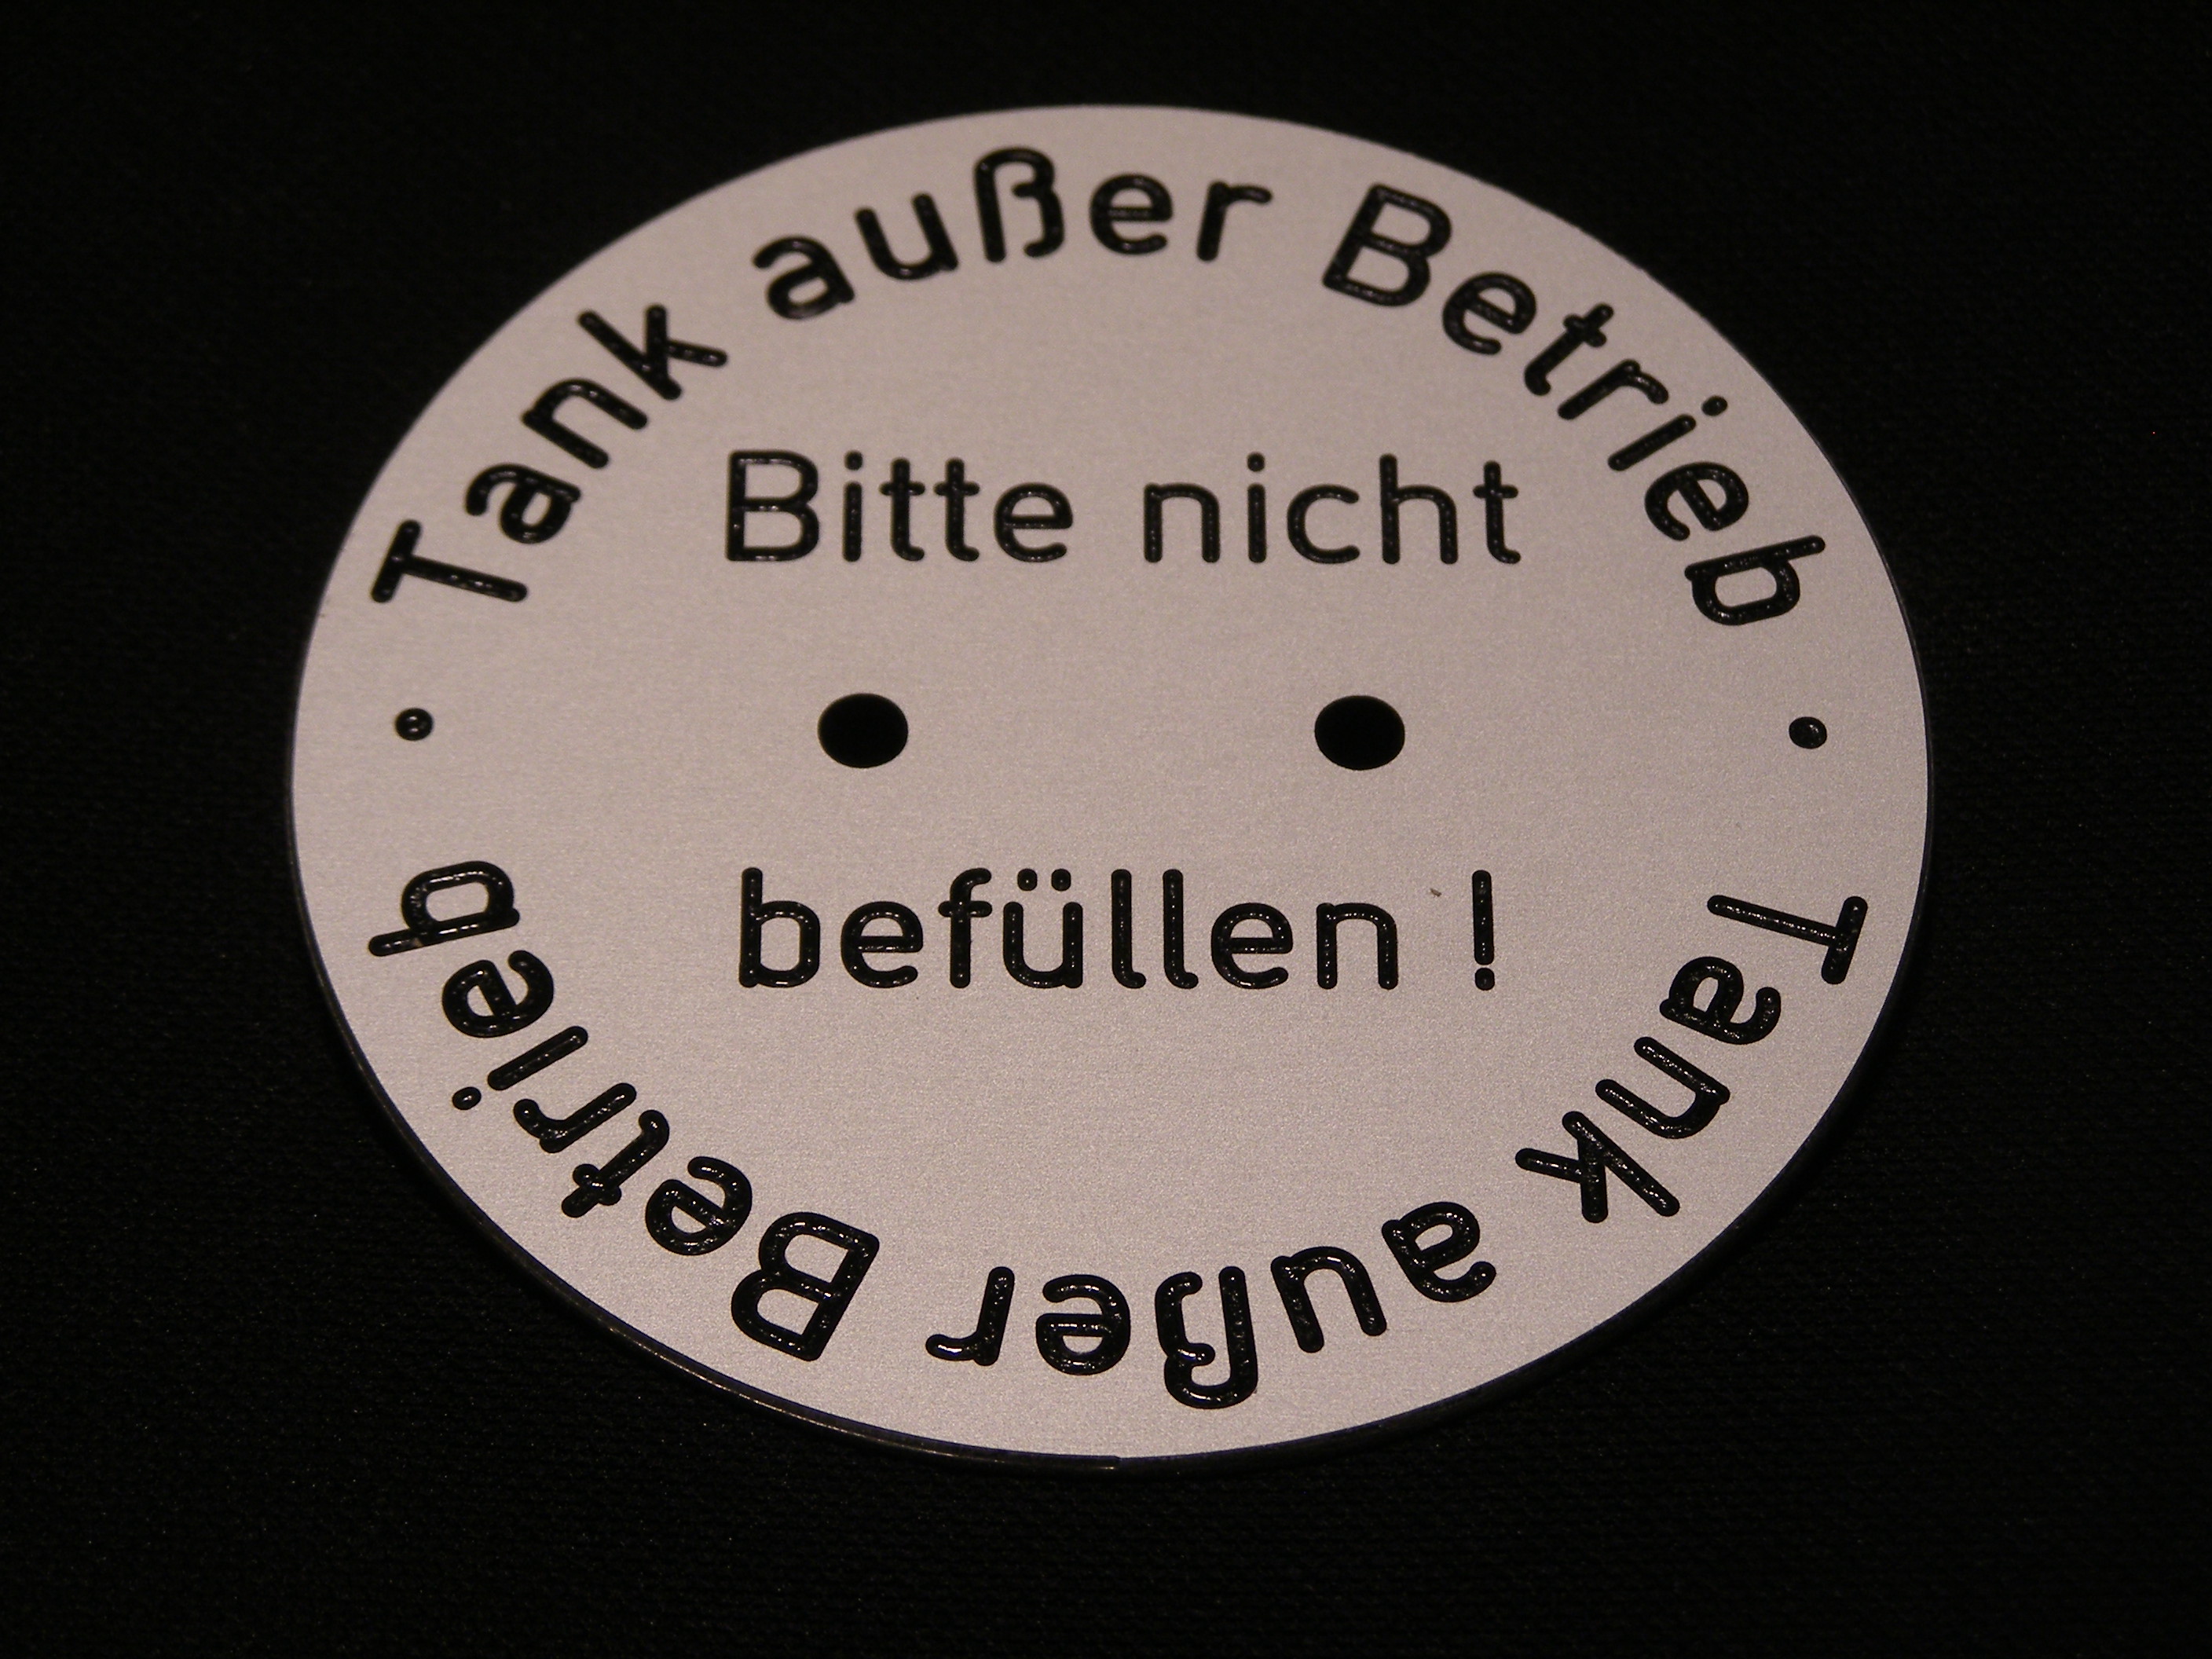 Tank außer Betrieb
Bitte nicht
befüllen !
Tank außer Betrieb